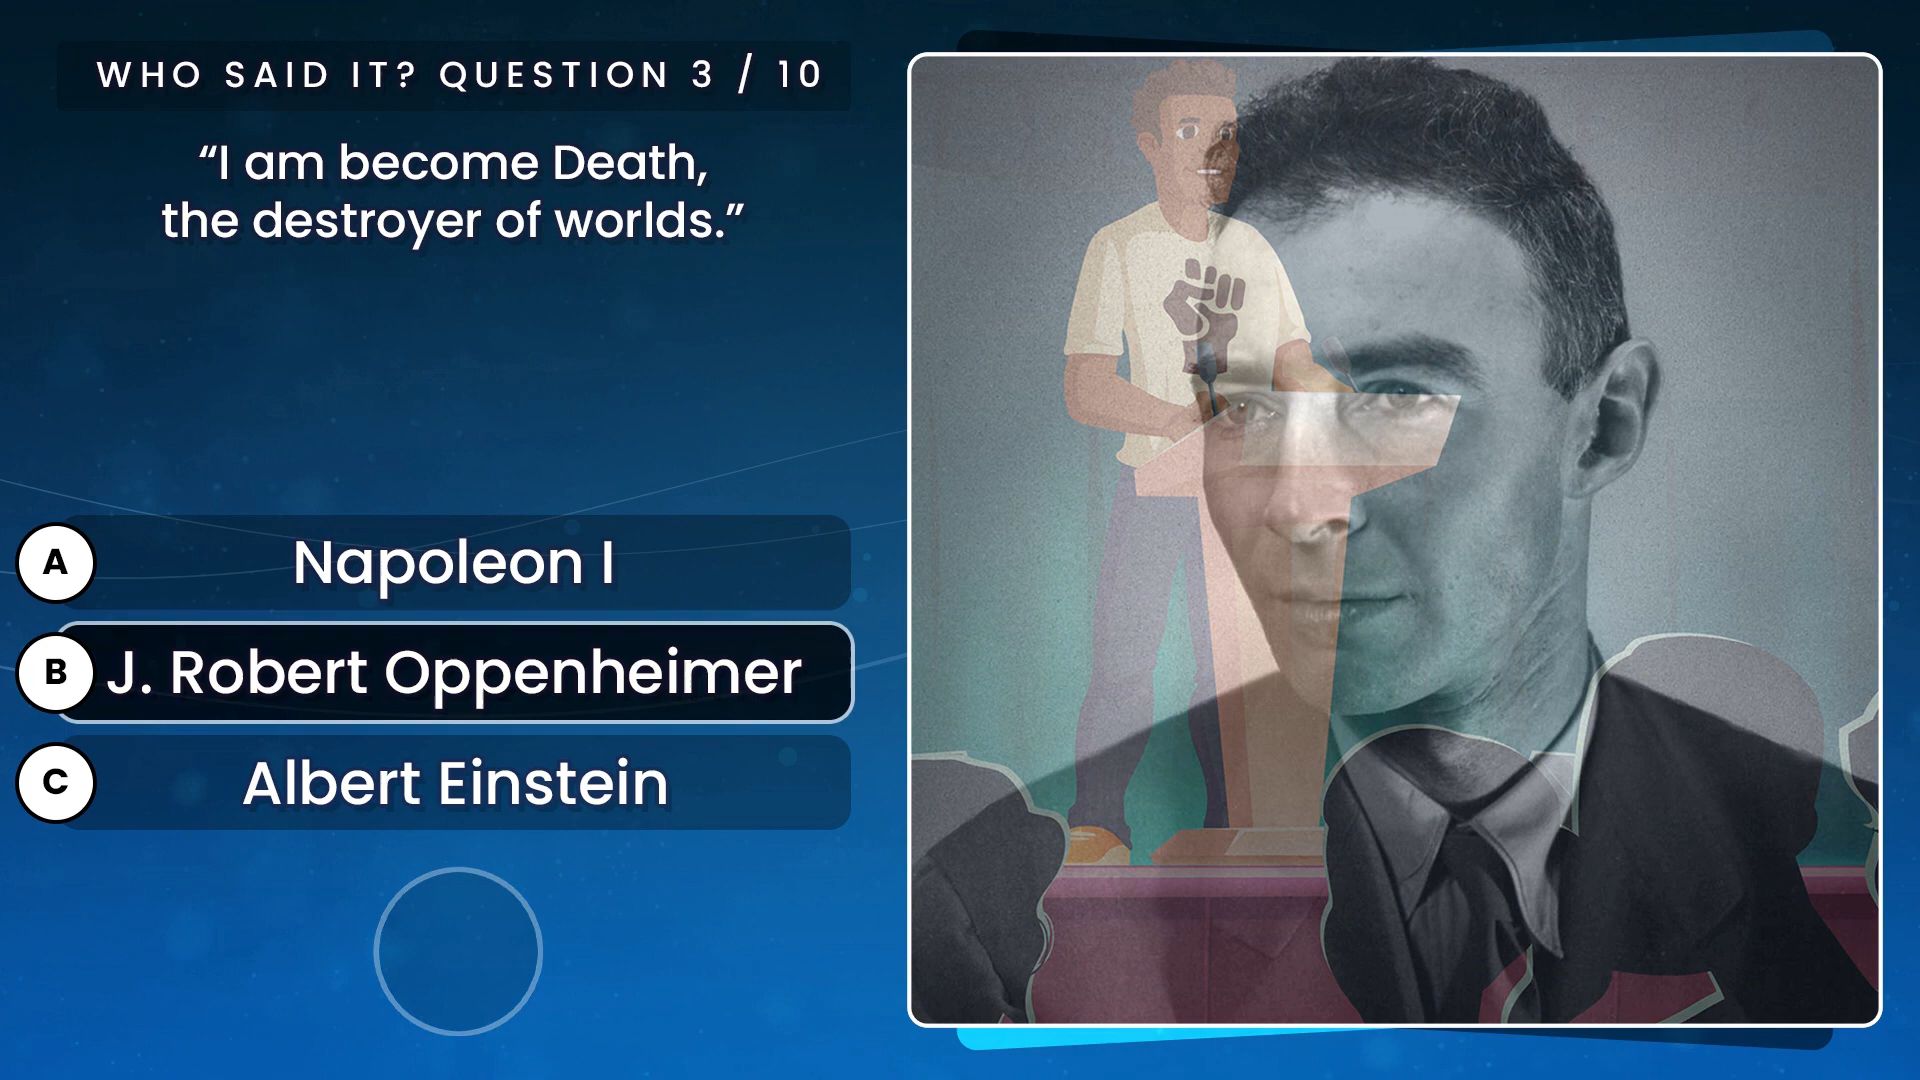 WHO SAID IT? QUESTION 3 / 10
“I am become Death,
the destroyer of worlds.”
A Napoleon I
B J. Robert Oppenheimer
C Albert Einstein